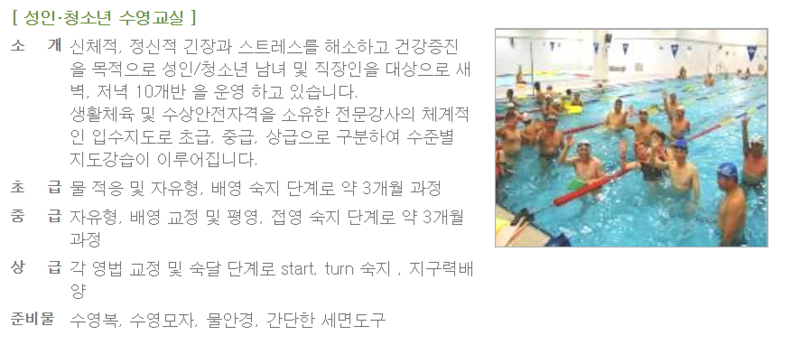 [ 성인·청소년 수영교실 ]
소 개 신체적, 정신적 긴장과 스트레스를 해소하고 건강증진
을 목적으로 성인/청소년 남녀 및 직장인을 대상으로 새
벽, 저녁 10개반 을 운영 하고 있습니다.
생활체육 및 수상안전자격을 소유한 전문강사의 체계적
인 입수지도로 초급, 중급, 상급으로 구분하여 수준별
지도강습이 이루어집니다.
초 급 물 적응 및 자유형, 배영 숙지 단계로 약 3개월 과정
중 급 자유형, 배영 교정 및 평영, 접영 숙지 단계로 약 3개월
과정
상 급 각 영법 교정 및 숙달 단계로 start, turn 숙지 , 지구력배
양
준비물 수영복, 수영모자, 물안경, 간단한 세면도구